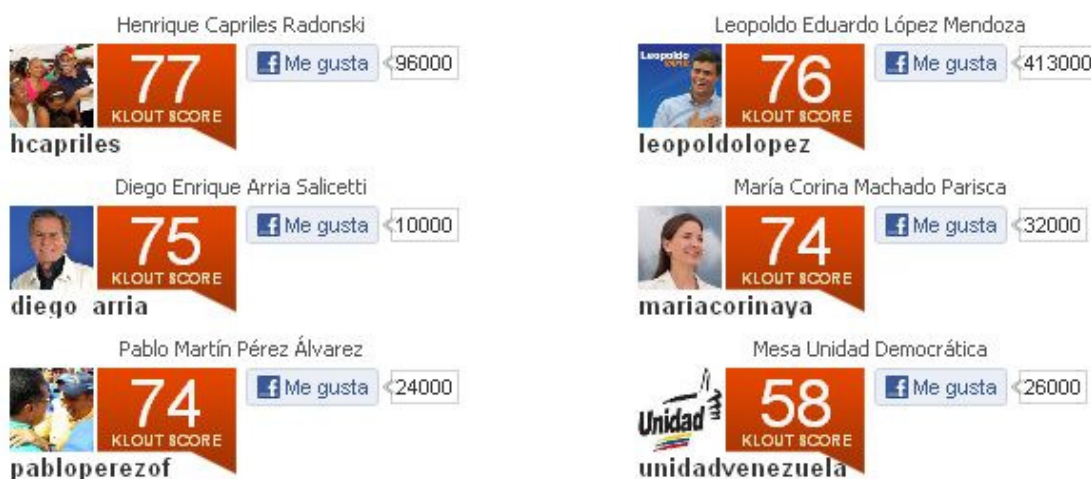 Henrique Capriles Radonski
77
KLOUT SCORE
Me gusta
96000
hcapriles
Leopoldo Eduardo López Mendoza
Leopoldo
76
KLOUT SCORE
Me gusta
413000
leopoldolopez
Diego Enrique Arria Salicetti
75
KLOUT SCORE
Me gusta
10000
diego_arria
María Corina Machado Parisca
74
KLOUT SCORE
Me gusta
32000
mariacorinaya
Pablo Martín Pérez Álvarez
74
KLOUT SCORE
Me gusta
24000
pabloperezof
Mesa Unidad Democrática
Unidad
58
KLOUT SCORE
Me gusta
26000
unidadvenezuela